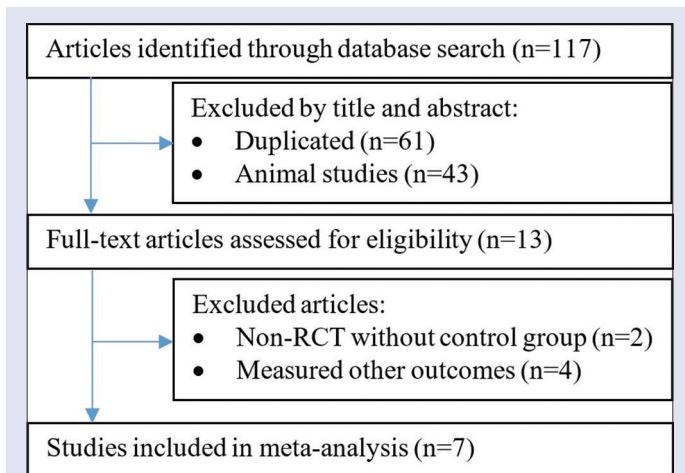 Articles identified through database search (n=117)
Excluded by title and abstract:
• Duplicated (n=61)
• Animal studies (n=43)
Full-text articles assessed for eligibility (n=13)
Excluded articles:
• Non-RCT without control group (n=2)
• Measured other outcomes (n=4)
Studies included in meta-analysis (n=7)